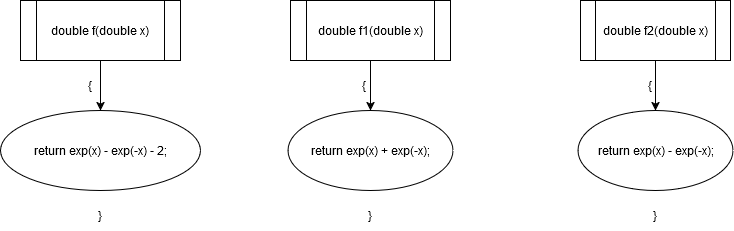 double f(double x)
double f1(double x)
double f2(double x)
{
{
{
return exp(x) - exp(-x) - 2;
return exp(x) + exp(-x);
return exp(x) - exp(-x);
}
}
}